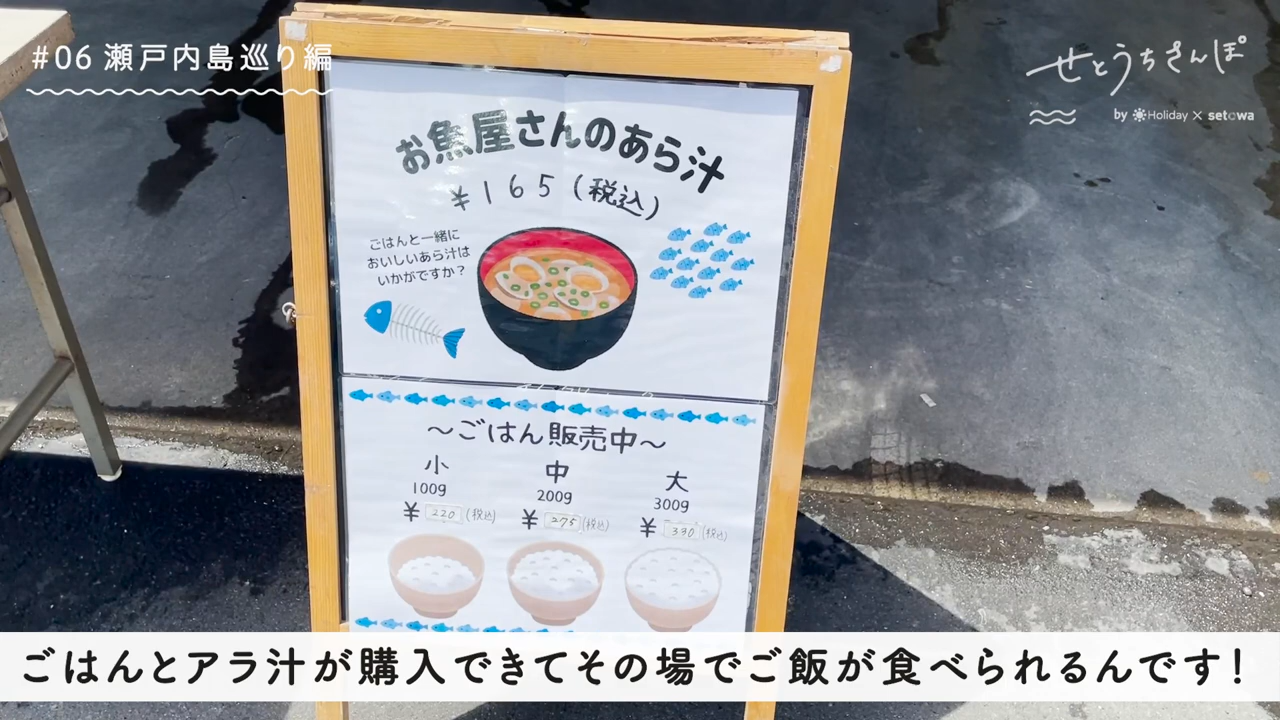 #06 瀬戸内島巡り編
せとうちさんぽ
by Holiday × setowa
お魚屋さんのあら汁
¥165(税込)
ごはんと一緒に
おいしいあら汁は
いかがですか？
〜ごはん販売中〜
小 中 大
100g 200g 300g
¥220(税込) ¥275(税込) ¥330(税込)
ごはんとアラ汁が購入できてその場でご飯が食べられるんです！